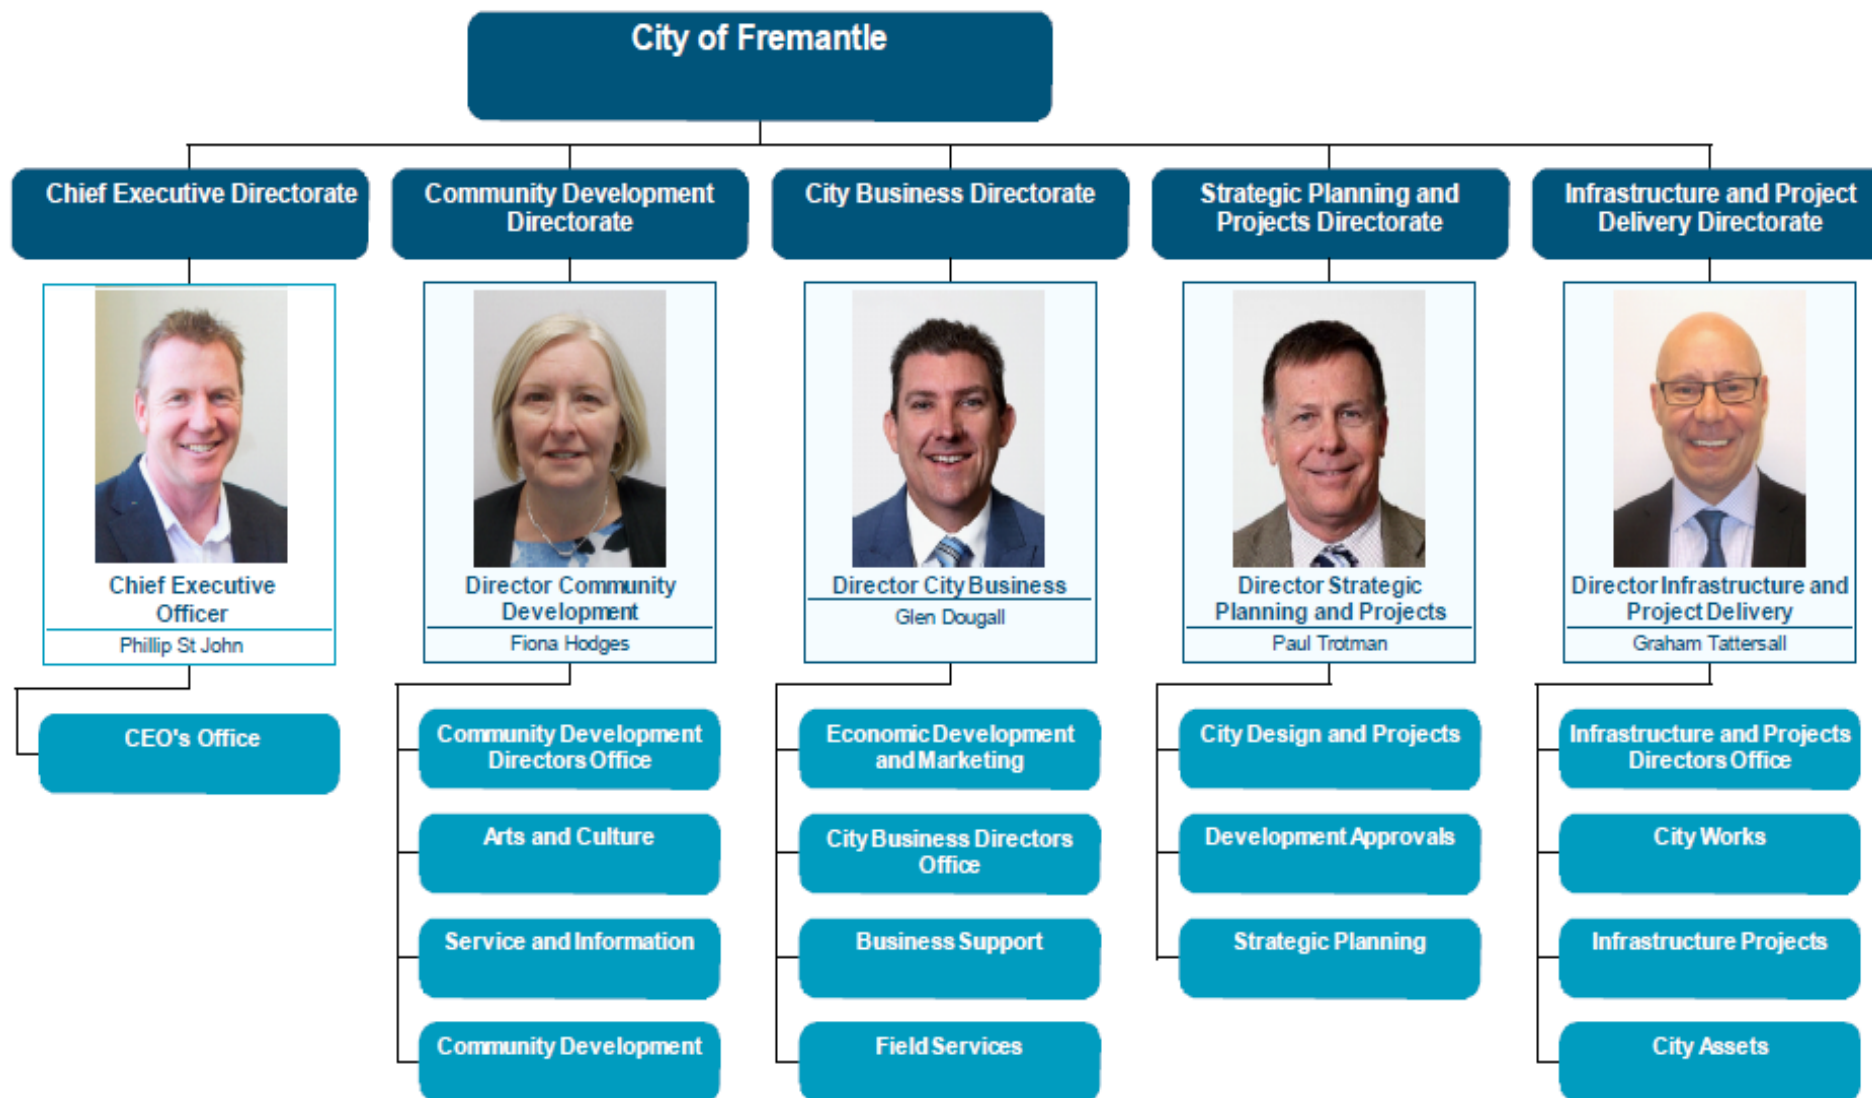 City of Fremantle
Chief Executive Directorate
Community Development
Directorate
City Business Directorate
Strategic Planning and
Projects Directorate
Infrastructure and Project
Delivery Directorate
Chief Executive
Officer
Phillip St John
Director Community
Development
Fiona Hodges
Director City Business
Glen Dougall
Director Strategic
Planning and Projects
Paul Trotman
Director Infrastructure and
Project Delivery
Graham Tattersall
CEO's Office
Community Development
Directors Office
Arts and Culture
Service and Information
Community Development
Economic Development
and Marketing
City Business Directors
Office
Business Support
Field Services
City Design and Projects
Development Approvals
Strategic Planning
Infrastructure and Projects
Directors Office
City Works
Infrastructure Projects
City Assets